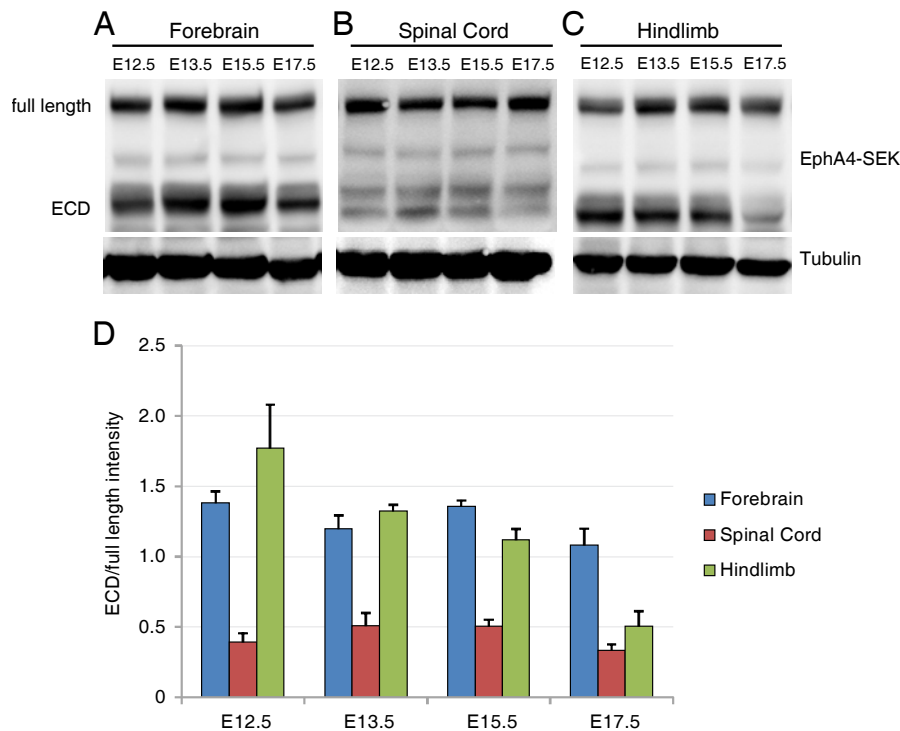 A
Forebrain
B
Spinal Cord
C
Hindlimb
E12.5 E13.5 E15.5 E17.5
E12.5 E13.5 E15.5 E17.5
E12.5 E13.5 E15.5 E17.5
full length
EphA4-SEK
ECD
Tubulin
D
ECD/full length intensity
2.5
2.0
1.5
1.0
0.5
0
E12.5 E13.5 E15.5 E17.5
Forebrain
Spinal Cord
Hindlimb